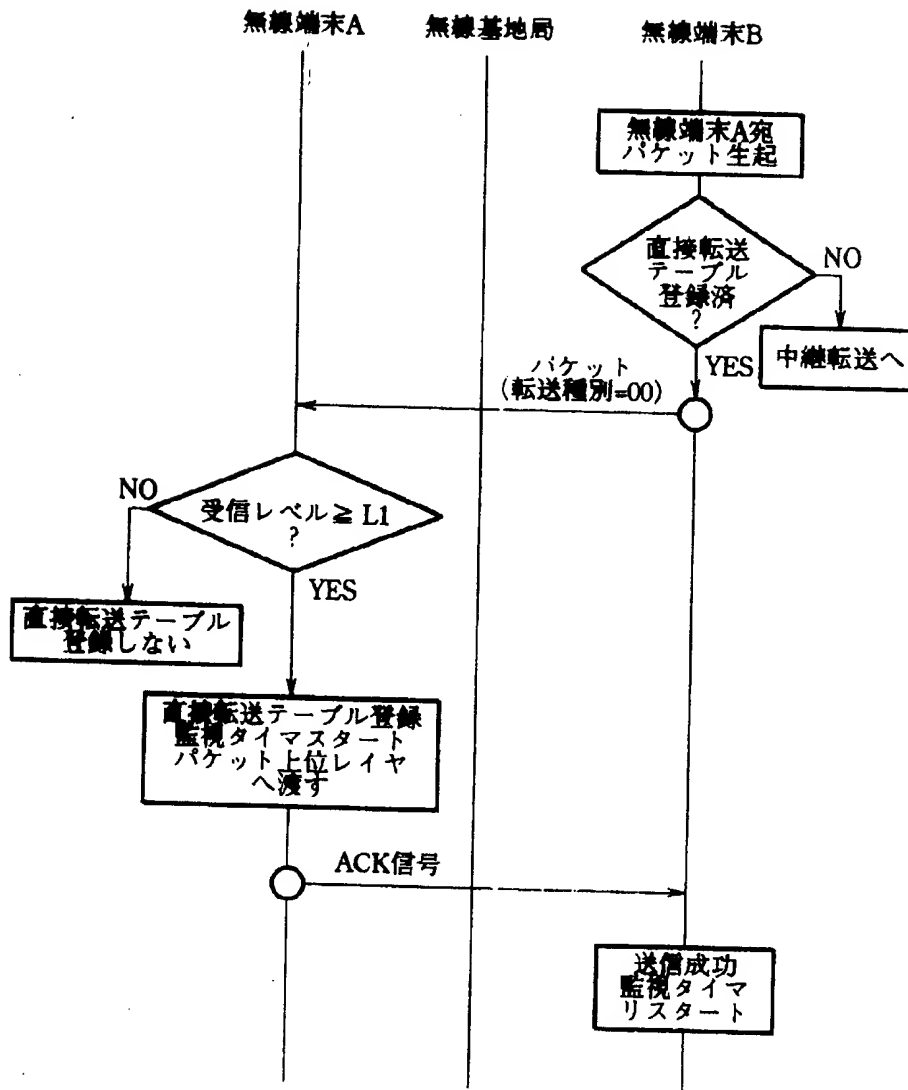 無線端末A
無線基地局
無線端末B
無線端末A宛
パケット生起
直接転送
テーブル
登録済
?
NO
中継転送へ
YES
パケット
(転送種別=00)
受信レベル≧L1
?
NO
YES
直接転送テーブル
登録しない
直接転送テーブル登録
監視タイマスタート
パケット上位レイヤ
へ渡す
ACK信号
送信成功
監視タイマ
リスタート